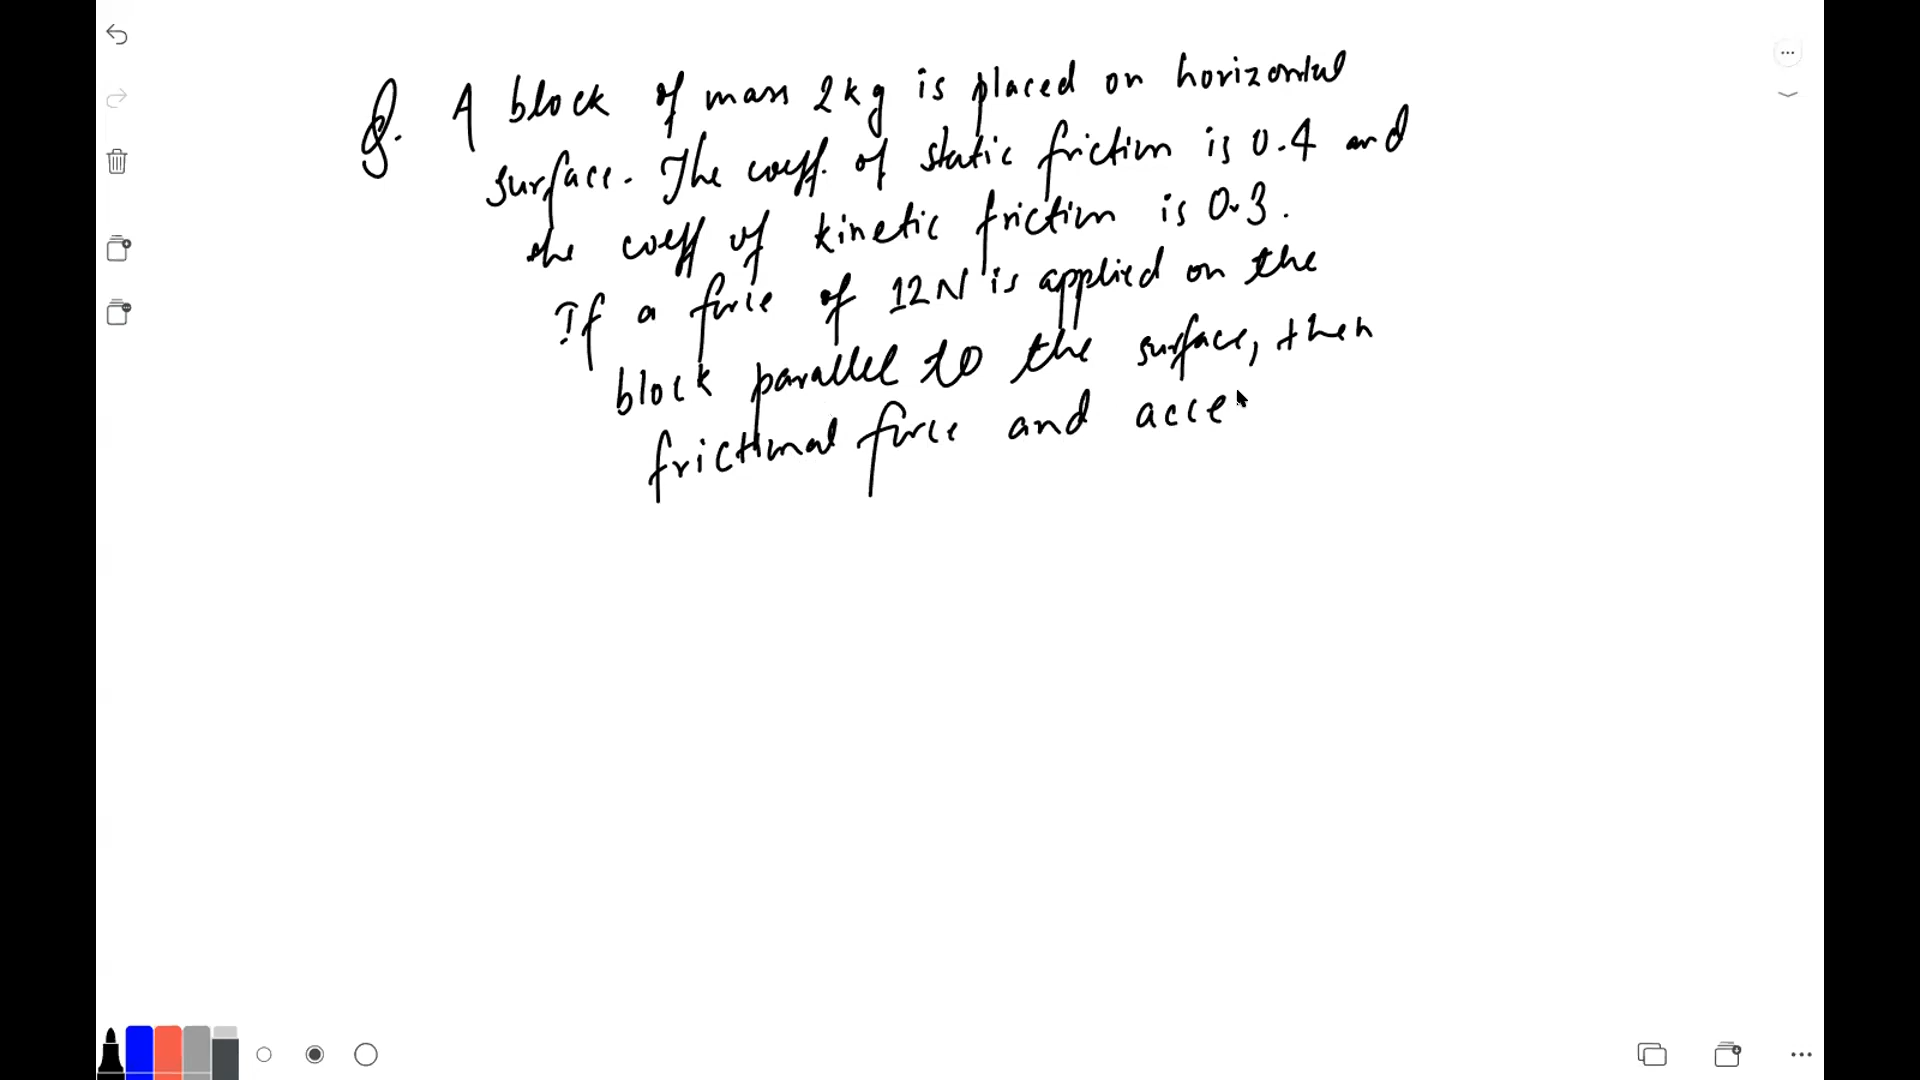 Q. A block of mass 2kg is placed on horizontal
surface. The coeff. of static friction is 0.4 and
the coeff of kinetic friction is 0.3.
If a force of 12N is applied on the
block parallel to the surface, then
frictional force and acce